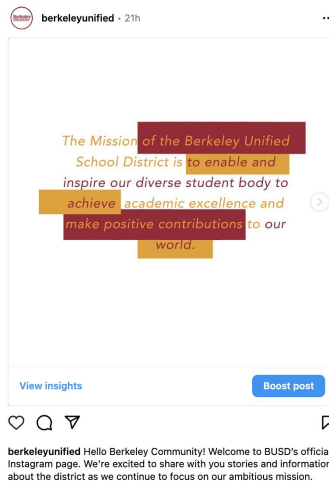 berkeleyunified • 21h
The Mission of the Berkeley Unified
School District is to enable and
inspire our diverse student body to
achieve academic excellence and
make positive contributions to our
world.
View insights
Boost post
berkeleyunified Hello Berkeley Community! Welcome to BUSD's officia
Instagram page. We're excited to share with you stories and information
about the district as we continue to focus on our ambitious mission.